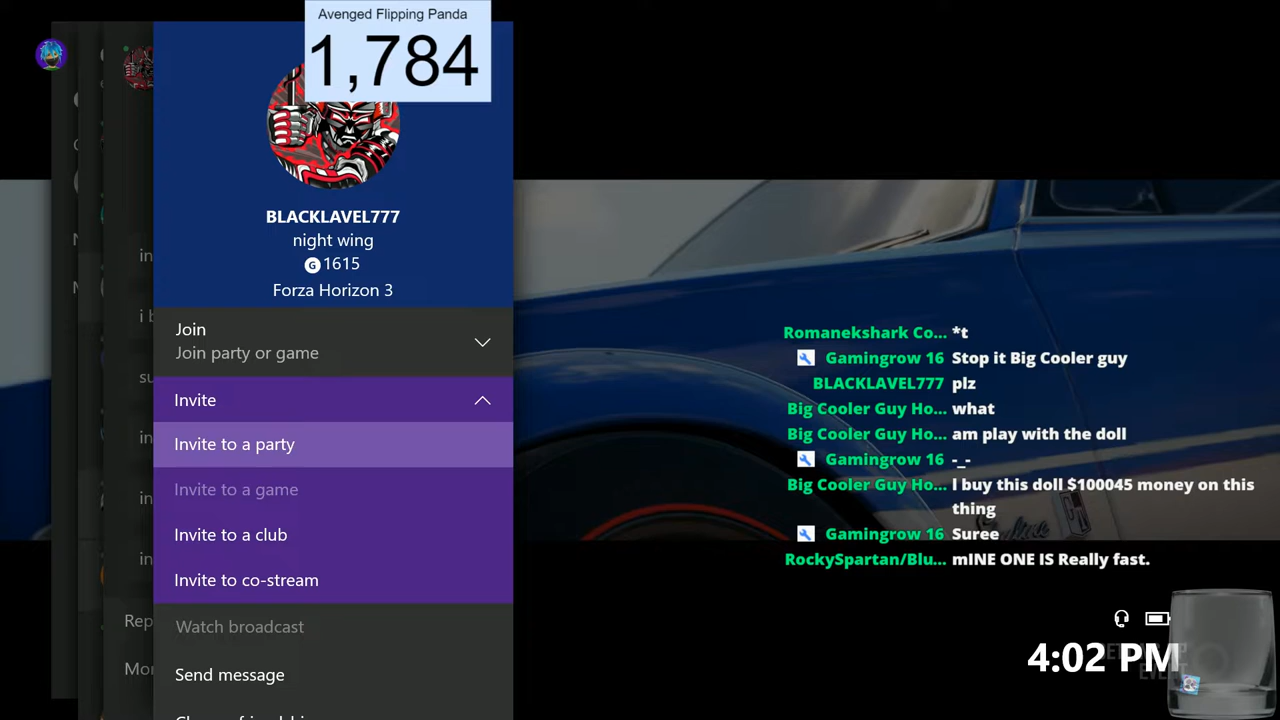 Avenged Flipping Panda
1,784
BLACKLAVEL777
night wing
G 1615
Forza Horizon 3
Join
Join party or game
Invite
Invite to a party
Invite to a game
Invite to a club
Invite to co-stream
Watch broadcast
Send message
Romanekshark Co... *t
Gamingrow 16 Stop it Big Cooler guy
BLACKLAVEL777 plz
Big Cooler Guy Ho... what
Big Cooler Guy Ho... am play with the doll
Gamingrow 16 -_-
Big Cooler Guy Ho... I buy this doll $100045 money on this
thing
Gamingrow 16 Suree
RockySpartan/Blu... mINE ONE IS Really fast.
4:02 PM